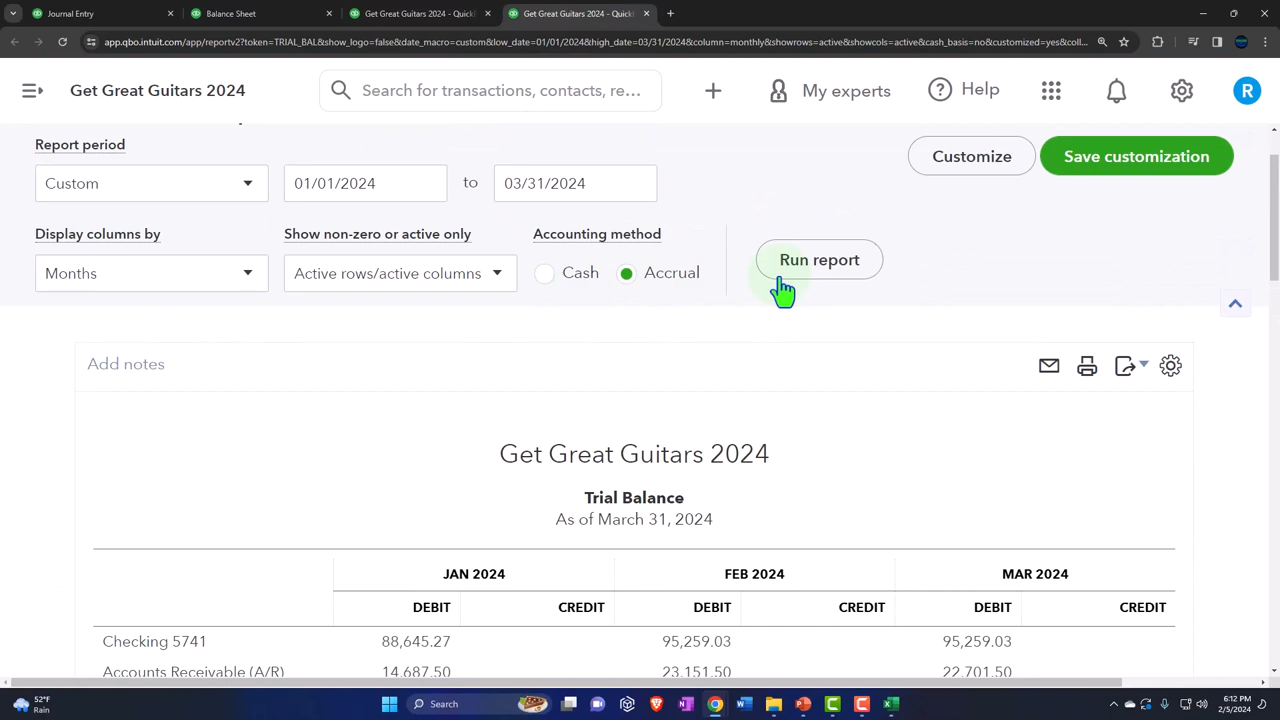 Journal Entry
Balance Sheet
Get Great Guitars 2024 - Quick
Get Great Guitars 2024 - Quick
app.qbo.intuit.com/app/reportv2?token=TRIAL_BAL&show_logo=false&date_macro=custom&low_date=01/01/2024&high_date=03/31/2024&column=monthly&showrows=active&showcols=active&cash_basis=no&customized=yes&coll...
Get Great Guitars 2024
Search for transactions, contacts, re...
My experts
Help
R
Report period
Custom
01/01/2024
to
03/31/2024
Customize
Save customization
Display columns by
Show non-zero or active only
Accounting method
Months
Active rows/active columns
Cash
Accrual
Run report
Add notes
Get Great Guitars 2024
Trial Balance
As of March 31, 2024
JAN 2024 FEB 2024 MAR 2024
DEBIT CREDIT DEBIT CREDIT DEBIT CREDIT
Checking 5741 88,645.27 95,259.03 95,259.03
Accounts Receivable (A/R) 14,687.50 23,151.50 22,701.50
52°F
Rain
Search
6:12 PM
2/5/2024